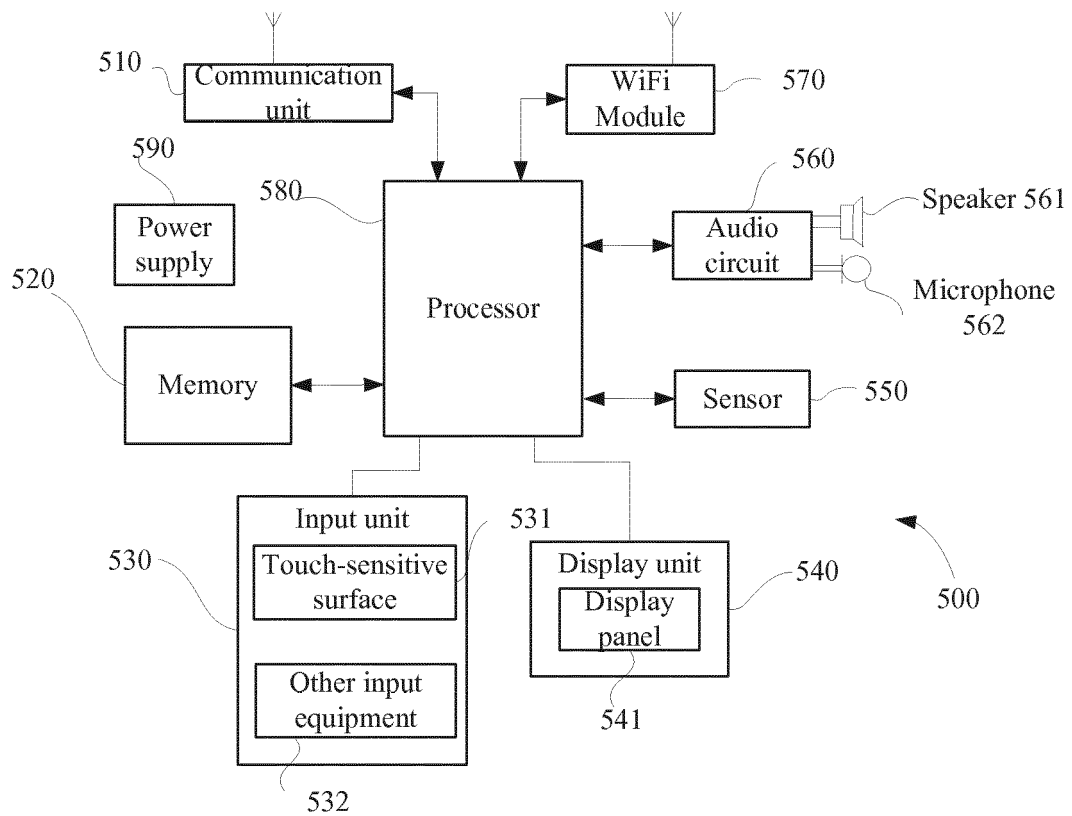 510
Communication
unit
WiFi
Module
570
590
Power
supply
580
Processor
560
Audio
circuit
Speaker 561
Microphone
562
520
Memory
Sensor
550
Input unit
531
530
Touch-sensitive
surface
Other input
equipment
532
Display unit
540
Display
panel
541
500